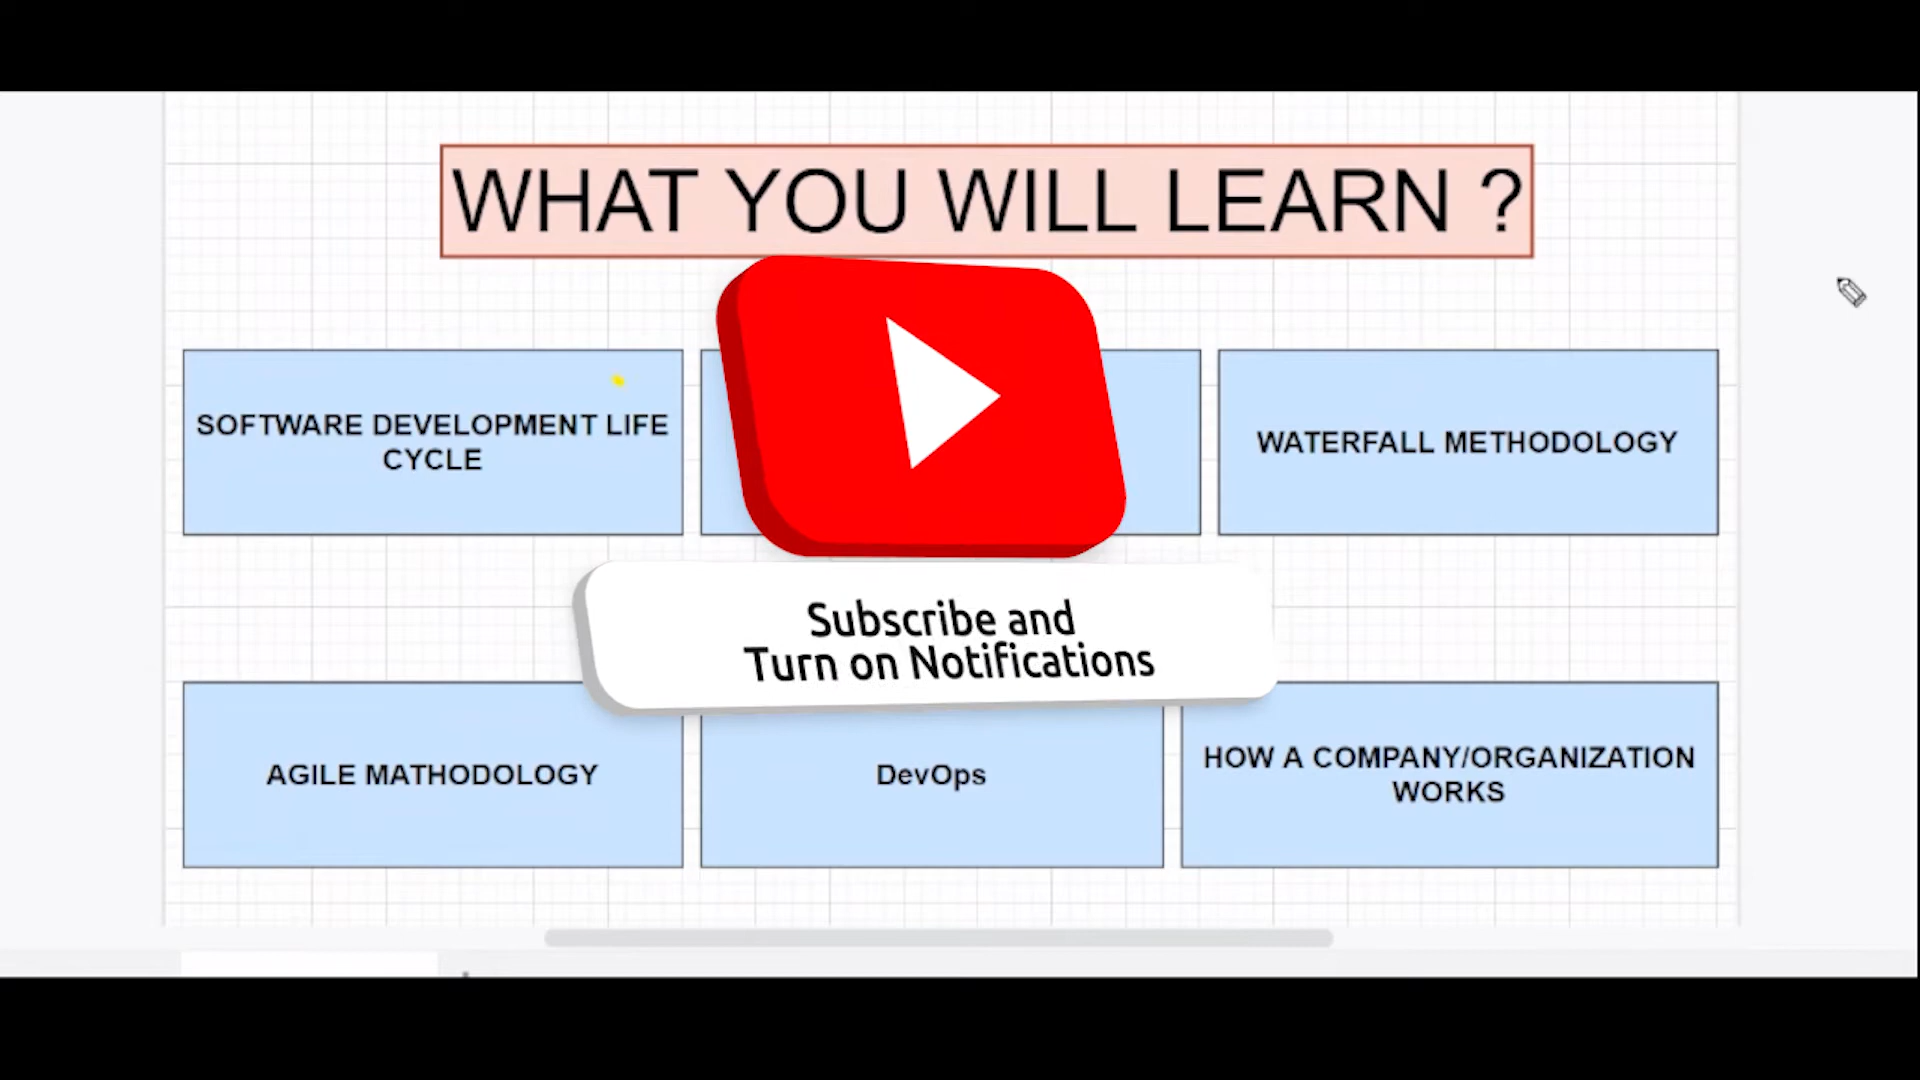 WHAT YOU WILL LEARN ?
SOFTWARE DEVELOPMENT LIFE
CYCLE
WATERFALL METHODOLOGY
Subscribe and
Turn on Notifications
AGILE MATHODOLOGY
DevOps
HOW A COMPANY/ORGANIZATION
WORKS